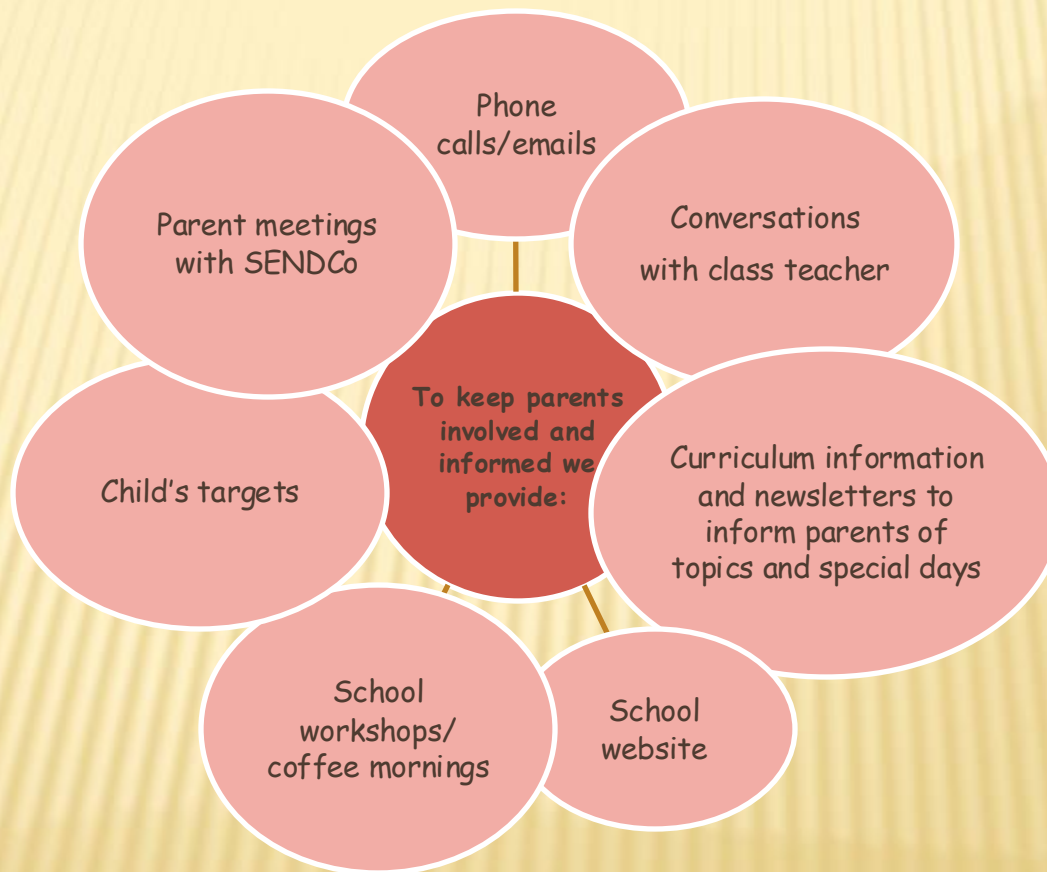 To keep parents
involved and
informed we
provide:
Phone
calls/emails
Conversations
with class teacher
Curriculum information
and newsletters to
inform parents of
topics and special days
School
website
School
workshops/
coffee mornings
Child's targets
Parent meetings
with SENDCo